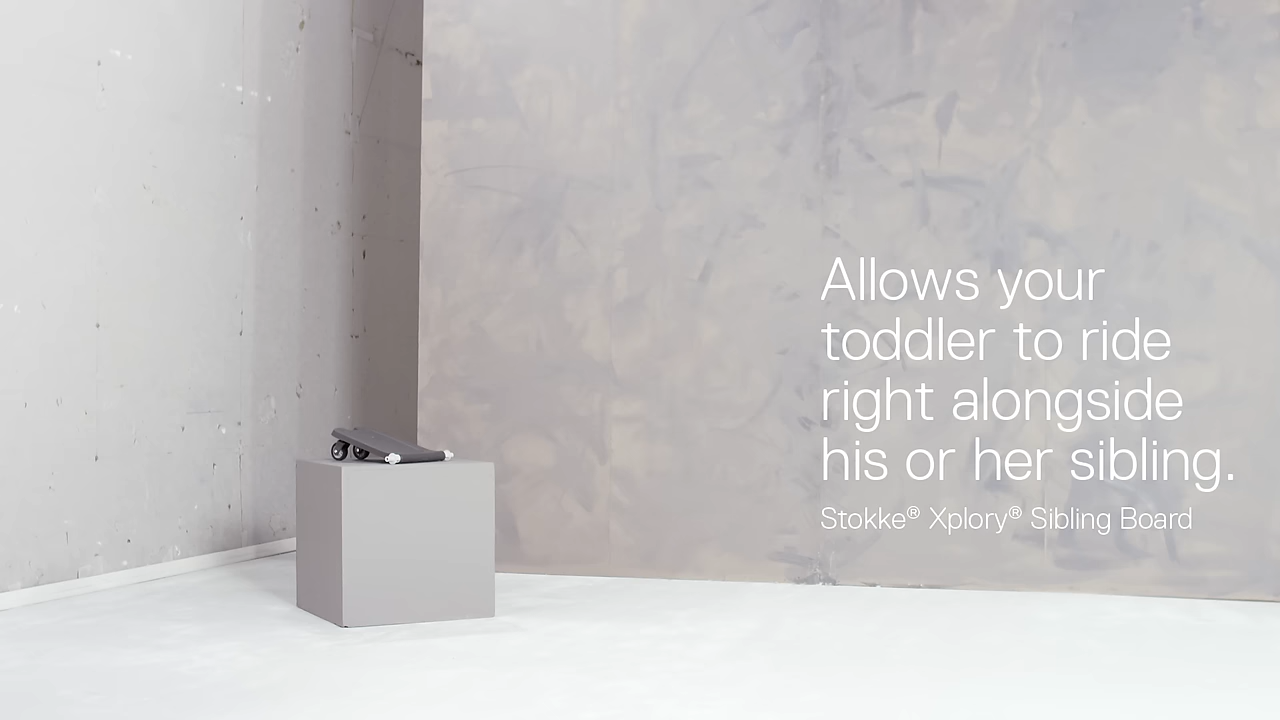 Allows your
toddler to ride
right alongside
his or her sibling.
Stokke® Xplory® Sibling Board